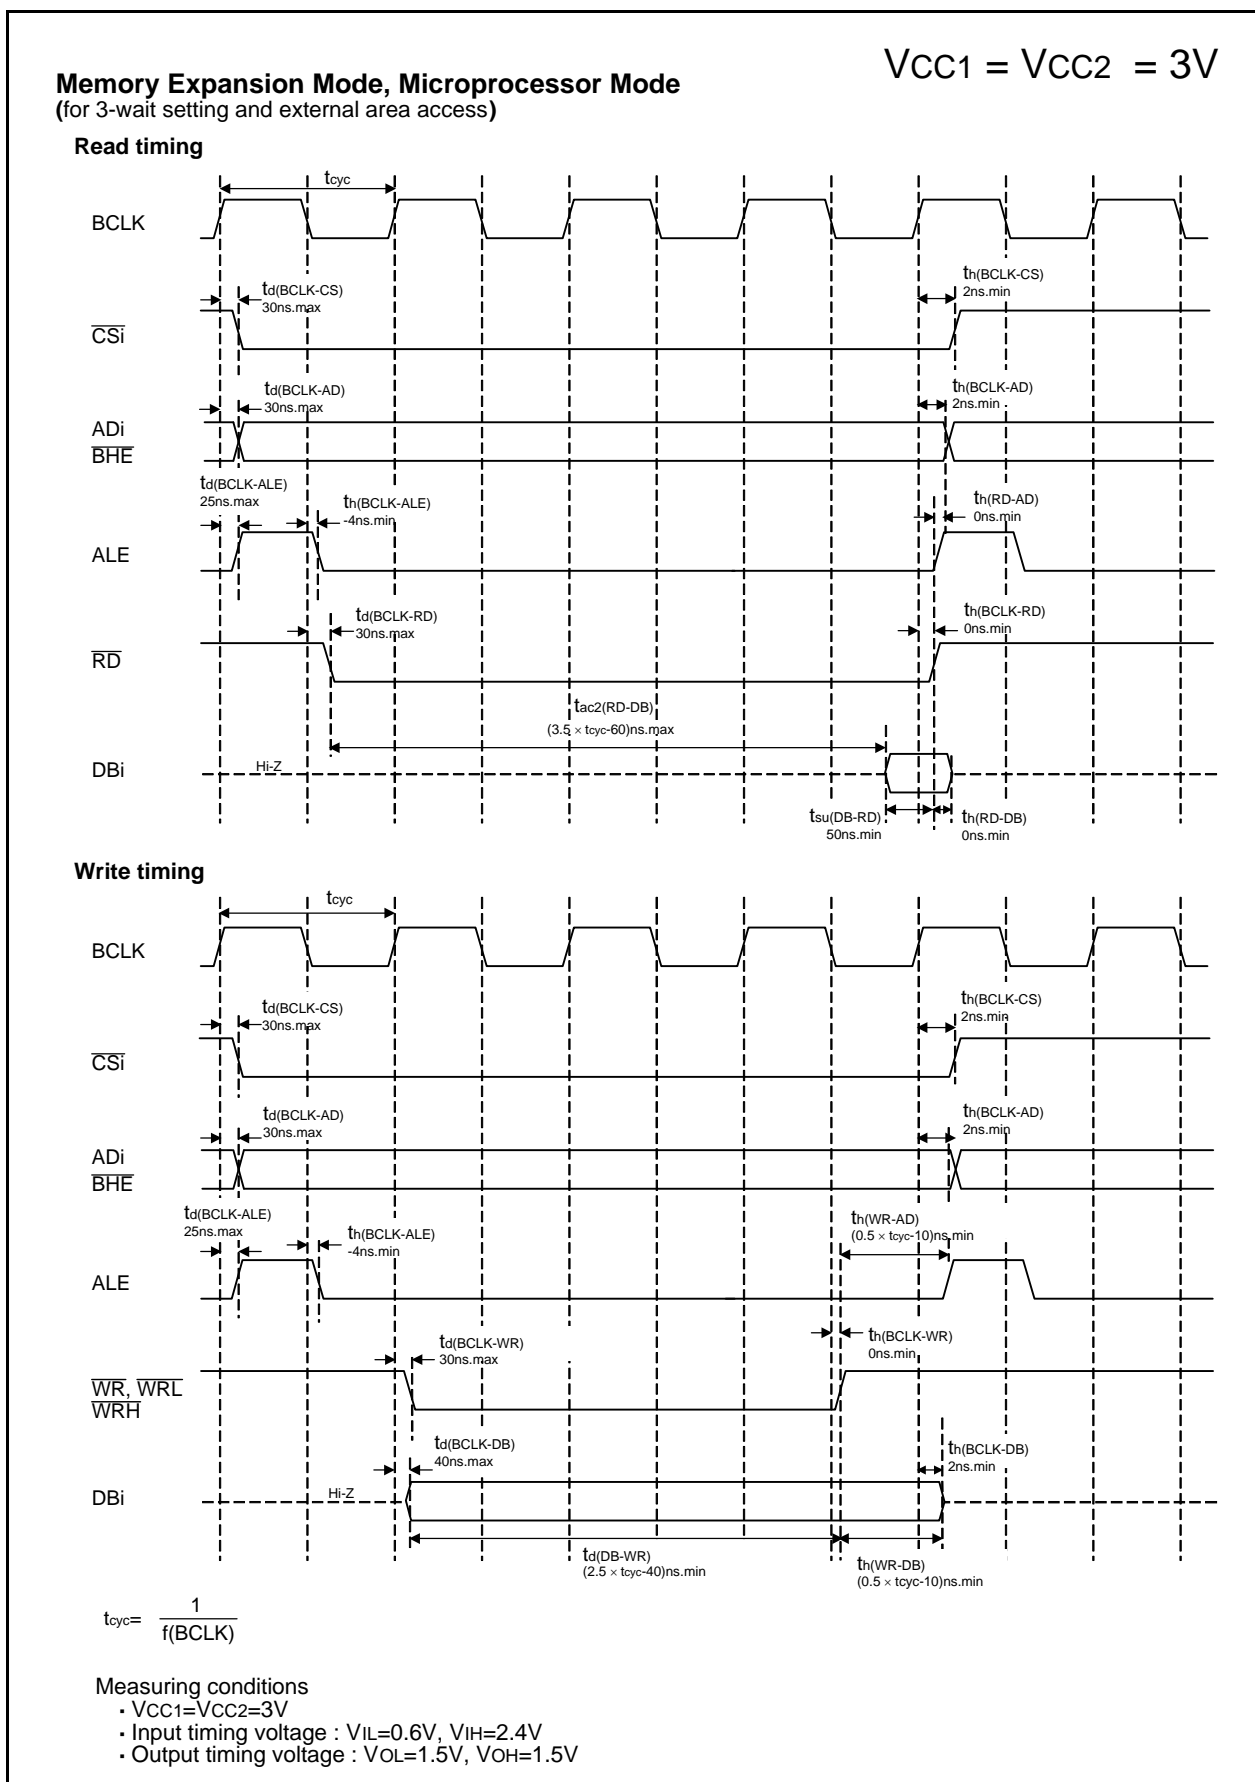 VCC1 = VCC2 = 3V
Memory Expansion Mode, Microprocessor Mode
(for 3-wait setting and external area access)
Read timing
tcyc
BCLK
td(BCLK-CS)
30ns.max
th(BCLK-CS)
2ns.min
CSi
td(BCLK-AD)
30ns.max
th(BCLK-AD)
2ns.min
ADi
BHE
td(BCLK-ALE)
25ns.max
th(BCLK-ALE)
-4ns.min
th(RD-AD)
0ns.min
ALE
td(BCLK-RD)
30ns.max
th(BCLK-RD)
0ns.min
RD
tac2(RD-DB)
(3.5 × tcyc-60)ns.max
DBi
Hi-Z
tsu(DB-RD)
50ns.min
th(RD-DB)
0ns.min
Write timing
tcyc
BCLK
td(BCLK-CS)
30ns.max
th(BCLK-CS)
2ns.min
CSi
td(BCLK-AD)
30ns.max
th(BCLK-AD)
2ns.min
ADi
BHE
td(BCLK-ALE)
25ns.max
th(BCLK-ALE)
-4ns.min
th(WR-AD)
(0.5 × tcyc-10)ns.min
ALE
td(BCLK-WR)
30ns.max
th(BCLK-WR)
0ns.min
WR, WRL
WRH
td(BCLK-DB)
40ns.max
th(BCLK-DB)
2ns.min
DBi
Hi-Z
td(DB-WR)
(2.5 × tcyc-40)ns.min
th(WR-DB)
(0.5 × tcyc-10)ns.min
tcyc= 1
f(BCLK)
Measuring conditions
· VCC1=VCC2=3V
· Input timing voltage : VIL=0.6V, VIH=2.4V
· Output timing voltage : VOL=1.5V, VOH=1.5V